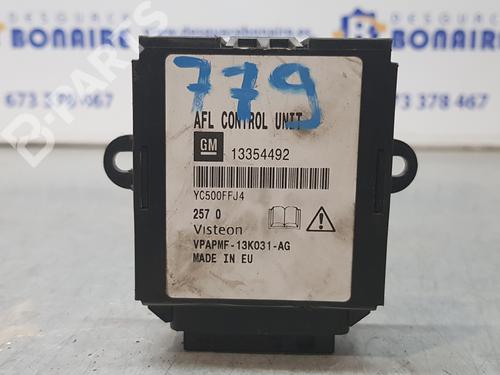 DESGUACE
BONAIRE
673 378 467
B-PARTS
779
AFL CONTROL UNIT
GM 13354492
YC500FFJ4
257 0
Visteon
VPAPMF-13K031-AG
MADE IN EU